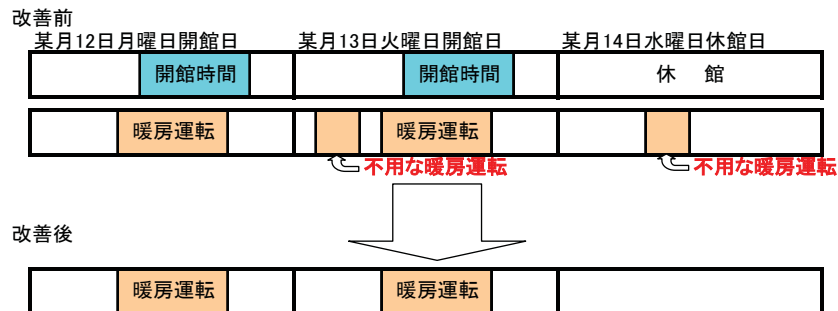 改善前
某月12日月曜日開館日 某月13日火曜日開館日 某月14日水曜日休館日
開館時間 開館時間 休 館
暖房運転 暖房運転
不用な暖房運転 不用な暖房運転
改善後
暖房運転 暖房運転